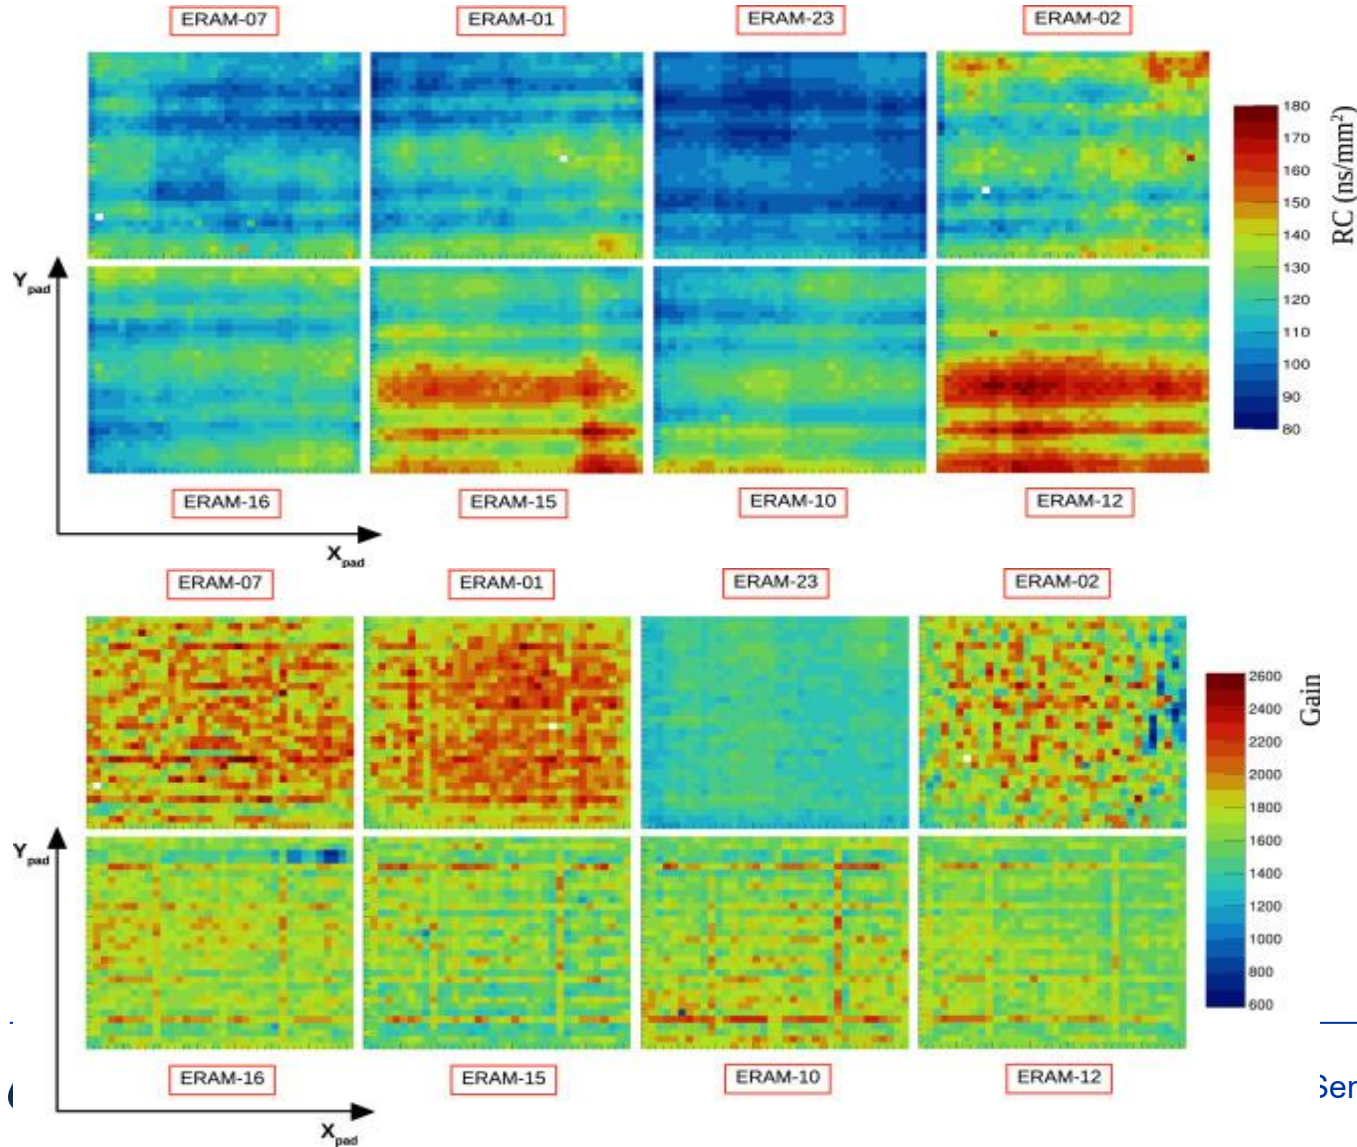 ERAM-07 ERAM-01 ERAM-23 ERAM-02
180
170
160
150
140
130
120
110
100
90
80
RC (ns/mm²)
Ypad
ERAM-16 ERAM-15 ERAM-10 ERAM-12
Xpad
ERAM-07 ERAM-01 ERAM-23 ERAM-02
2600
2400
2200
2000
1800
1600
1400
1200
1000
800
600
Gain
Ypad
ERAM-16 ERAM-15 ERAM-10 ERAM-12
Xpad